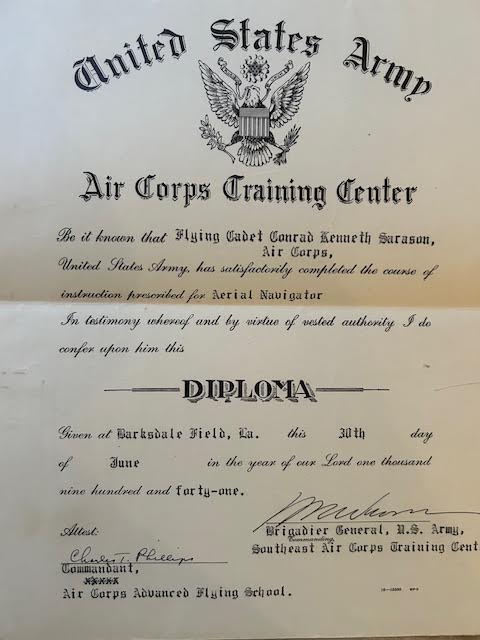 United States Army
Air Corps Training Center
Be it known that Flying Cadet Conrad Kenneth Sarason,
Air Corps,
United States Army, has satisfactorily completed the course of
instruction prescribed for Aerial Navigator
In testimony whereof and by virtue of vested authority I do
confer upon him this
DIPLOMA
Given at Barksdale Field, La. this 30th day
of June in the year of our Lord one thousand
nine hundred and forty-one.
Attest:
Brigadier General, U.S. Army,
Commanding,
Southeast Air Corps Training Cent
Charles T. Phillips
Commandant,
xxxxx
Air Corps Advanced Flying School.